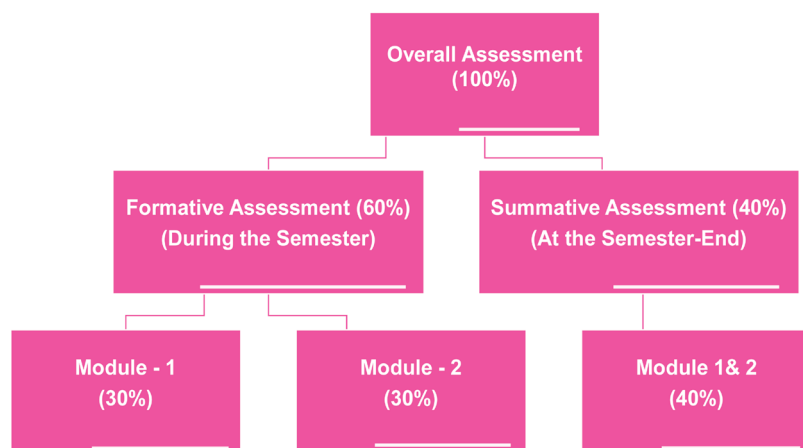 Overall Assessment
(100%)
Formative Assessment (60%)
(During the Semester)
Summative Assessment (40%)
(At the Semester-End)
Module - 1
(30%)
Module - 2
(30%)
Module 1& 2
(40%)